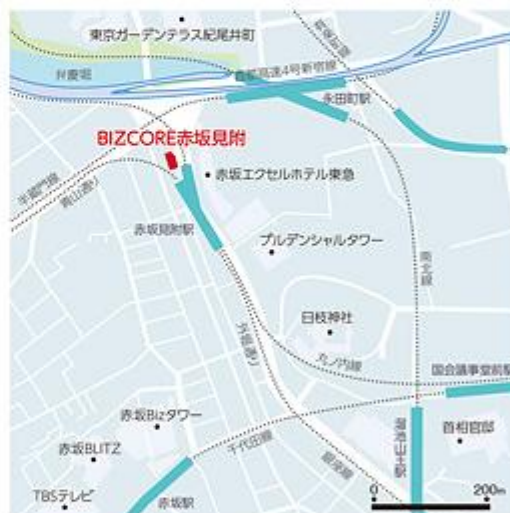 東京ガーデンテラス紀尾井町
弁慶堀
首都高速4号新宿線
永田町駅
BIZCORE赤坂見附
赤坂エクセルホテル東急
半蔵門線
青山通り
赤坂見附駅
プルデンシャルタワー
南北線
日枝神社
外堀通り
丸ノ内線
国会議事堂前駅
赤坂Bizタワー
千代田線
銀座線
溜池山王駅
首相官邸
赤坂BLITZ
TBSテレビ
赤坂駅
0 200m